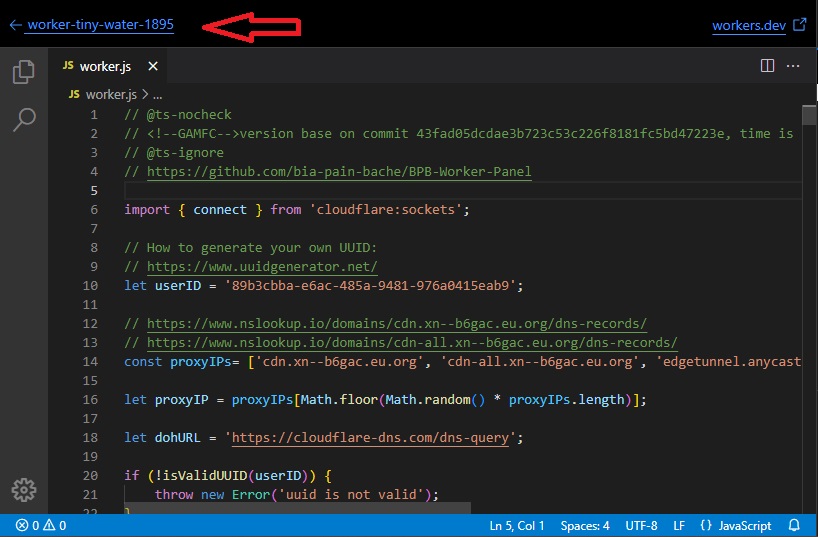 ← worker-tiny-water-1895
workers.dev
JS worker.js ×
···
JS worker.js > ...
1 // @ts-nocheck
2 // <!--GAMFC-->version base on commit 43fad05dcdae3b723c53c226f8181fc5bd47223e, time is
3 // @ts-ignore
4 // https://github.com/bia-pain-bache/BPB-Worker-Panel
5
6 import { connect } from 'cloudflare:sockets';
7
8 // How to generate your own UUID:
9 // https://www.uuidgenerator.net/
10 let userID = '89b3cbba-e6ac-485a-9481-976a0415eab9';
11
12 // https://www.nslookup.io/domains/cdn.xn--b6gac.eu.org/dns-records/
13 // https://www.nslookup.io/domains/cdn-all.xn--b6gac.eu.org/dns-records/
14 const proxyIPs= ['cdn.xn--b6gac.eu.org', 'cdn-all.xn--b6gac.eu.org', 'edgetunnel.anycast
15
16 let proxyIP = proxyIPs[Math.floor(Math.random() * proxyIPs.length)];
17
18 let dohURL = 'https://cloudflare-dns.com/dns-query';
19
20 if (!isValidUUID(userID)) {
21 throw new Error('uuid is not valid');
22 }
0 0 Ln 5, Col 1 Spaces: 4 UTF-8 LF {} JavaScript